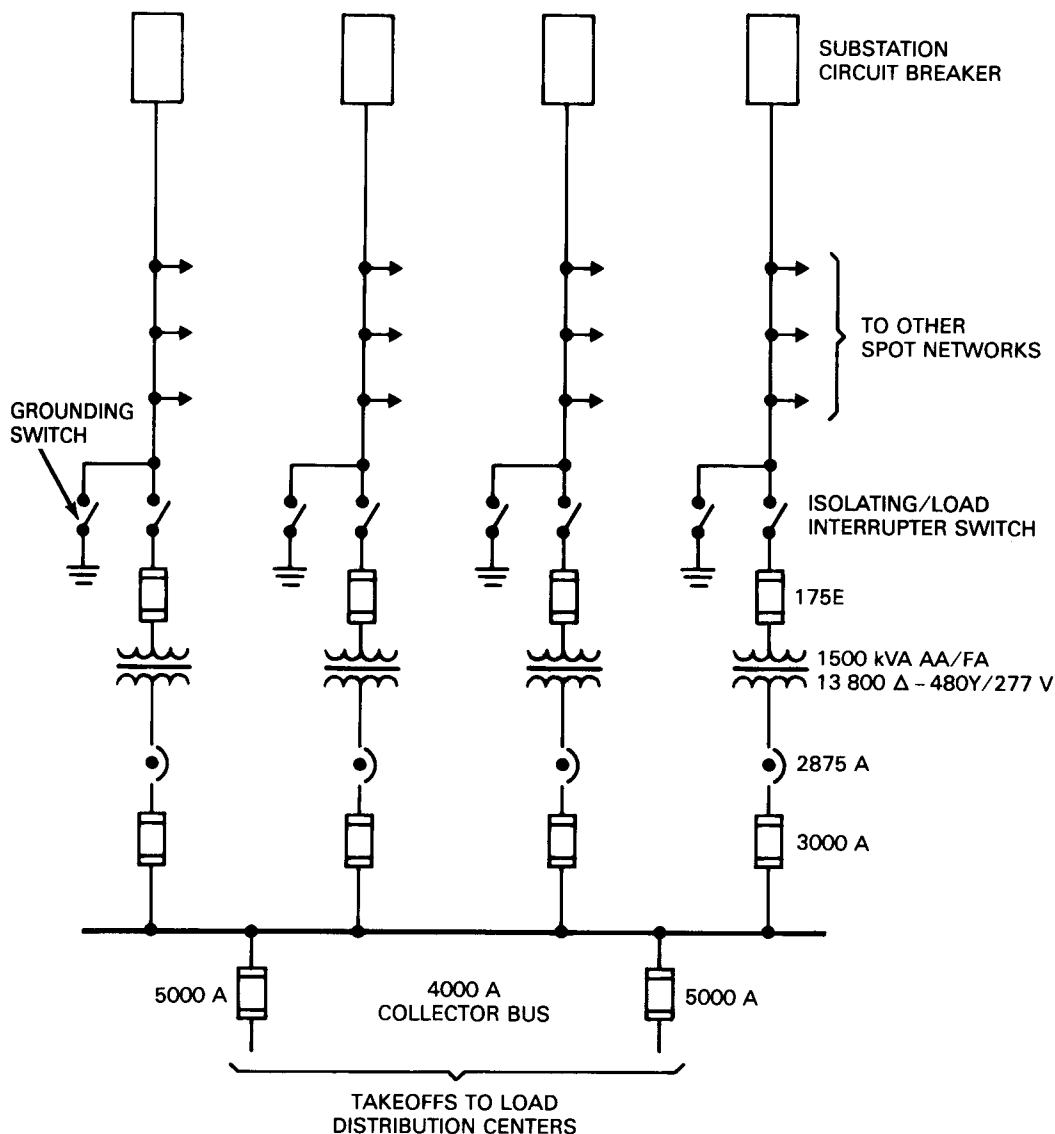 SUBSTATION
CIRCUIT BREAKER
TO OTHER
SPOT NETWORKS
GROUNDING
SWITCH
ISOLATING/LOAD
INTERRUPTER SWITCH
175E
1500 kVA AA/FA
13 800 Δ – 480Y/277 V
2875 A
3000 A
5000 A
4000 A
COLLECTOR BUS
5000 A
TAKEOFFS TO LOAD
DISTRIBUTION CENTERS